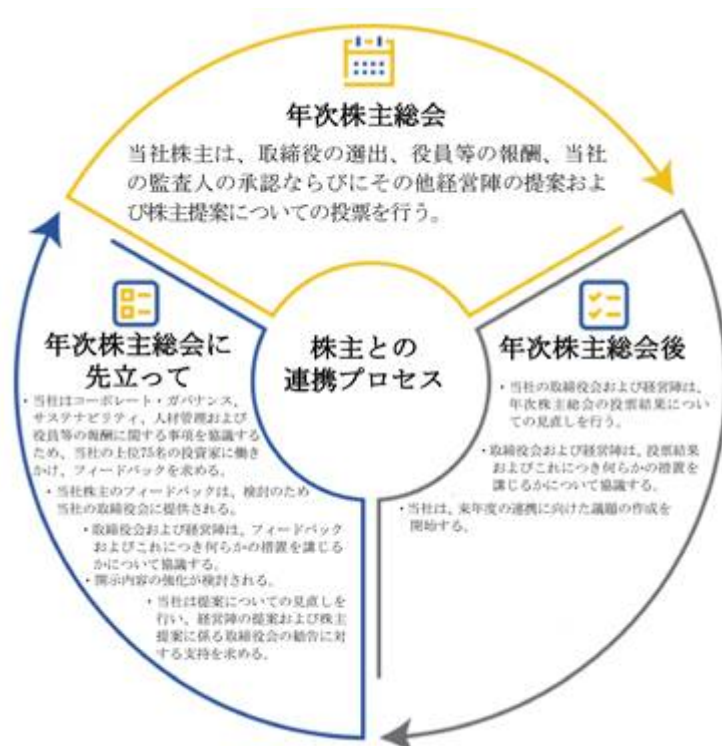 年次株主総会
当社株主は、取締役の選出、役員等の報酬、当社
の監査人の承認ならびにその他経営陣の提案およ
び株主提案についての投票を行う。
株主との
連携プロセス
年次株主総会後
・当社の取締役会および経営陣は、
年次株主総会の投票結果につい
ての見直しを行う。
・取締役会および経営陣は、投票結果
およびこれにつき何らかの措置を
講じるかについて協議する。
・当社は、来年度の連携に向けた議題の作成を
開始する。
年次株主総会に
先立って
・当社はコーポレート・ガバナンス、
サステナビリティ、人材管理および
役員等の報酬に関する事項を協議する
ため、当社の上位75名の投資家に働き
かけ、フィードバックを求める。
・当社株主のフィードバックは、検討のため
当社の取締役会に提供される。
・取締役会および経営陣は、フィードバック
およびこれにつき何らかの措置を講じる
かについて協議する。
・開示内容の強化が検討される。
・当社は提案についての見直しを
行い、経営陣の提案および株主
提案に係る取締役会の勧告に対
する支持を求める。